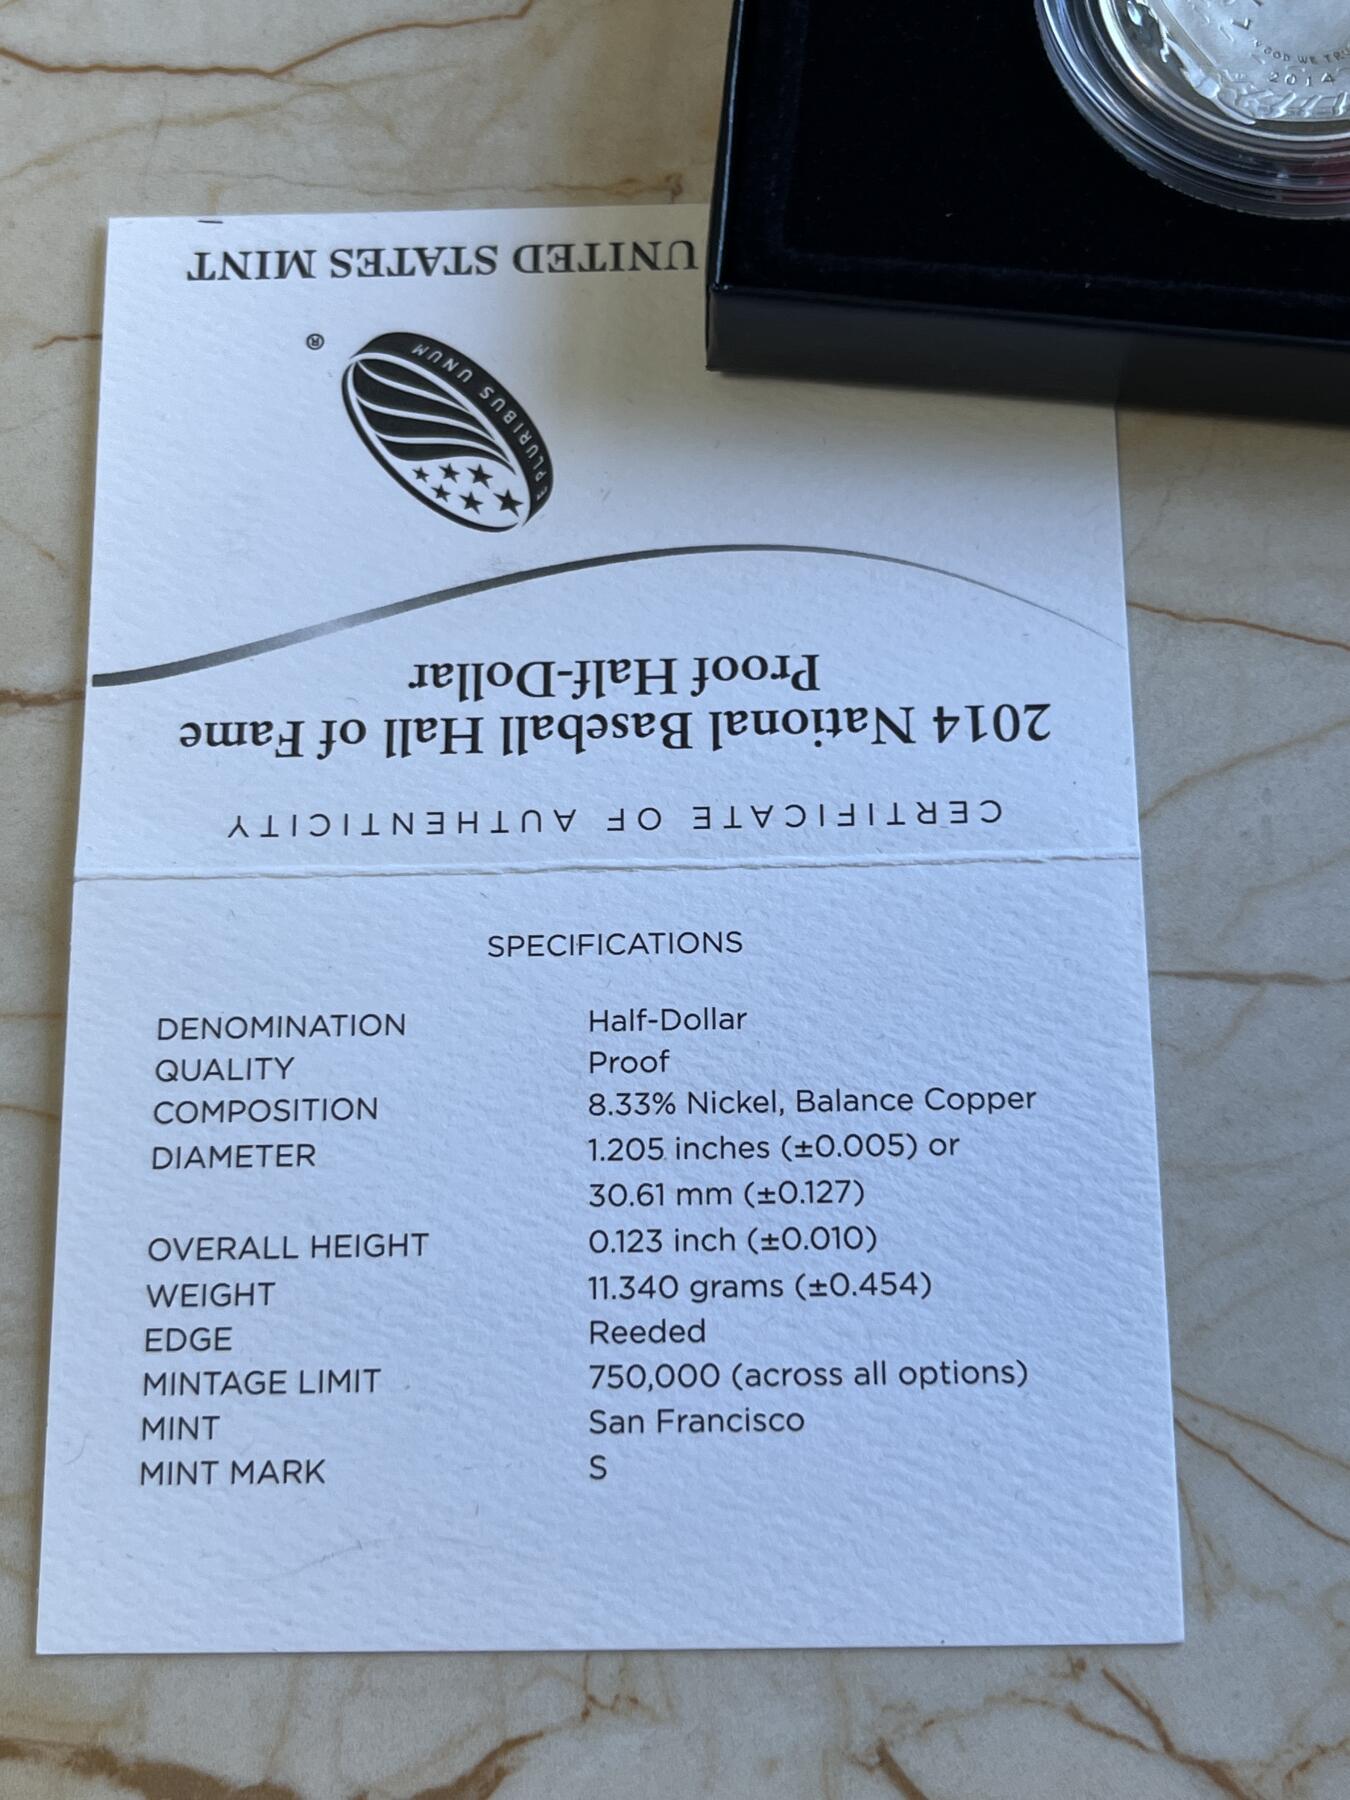 UNITED STATES MINT
®
E PLURIBUS UNUM
2014 National Baseball Hall of Fame
Proof Half-Dollar
CERTIFICATE OF AUTHENTICITY
SPECIFICATIONS
DENOMINATION Half-Dollar
QUALITY Proof
COMPOSITION 8.33% Nickel, Balance Copper
DIAMETER 1.205 inches (±0.005) or
30.61 mm (±0.127)
OVERALL HEIGHT 0.123 inch (±0.010)
WEIGHT 11.340 grams (±0.454)
EDGE Reeded
MINTAGE LIMIT 750,000 (across all options)
MINT San Francisco
MINT MARK S
GOD WE
2014